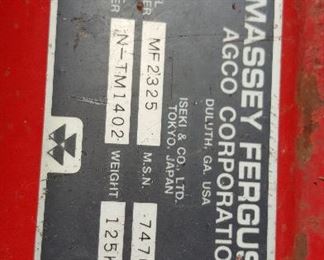 MASSEY FERGUS
AGCO CORPORATIO
DULUTH, GA. USA
ISEKI & CO., LTD.
TOKYO, JAPAN
MF2325 M.S.N. 747
N-TM1402 WEIGHT 125